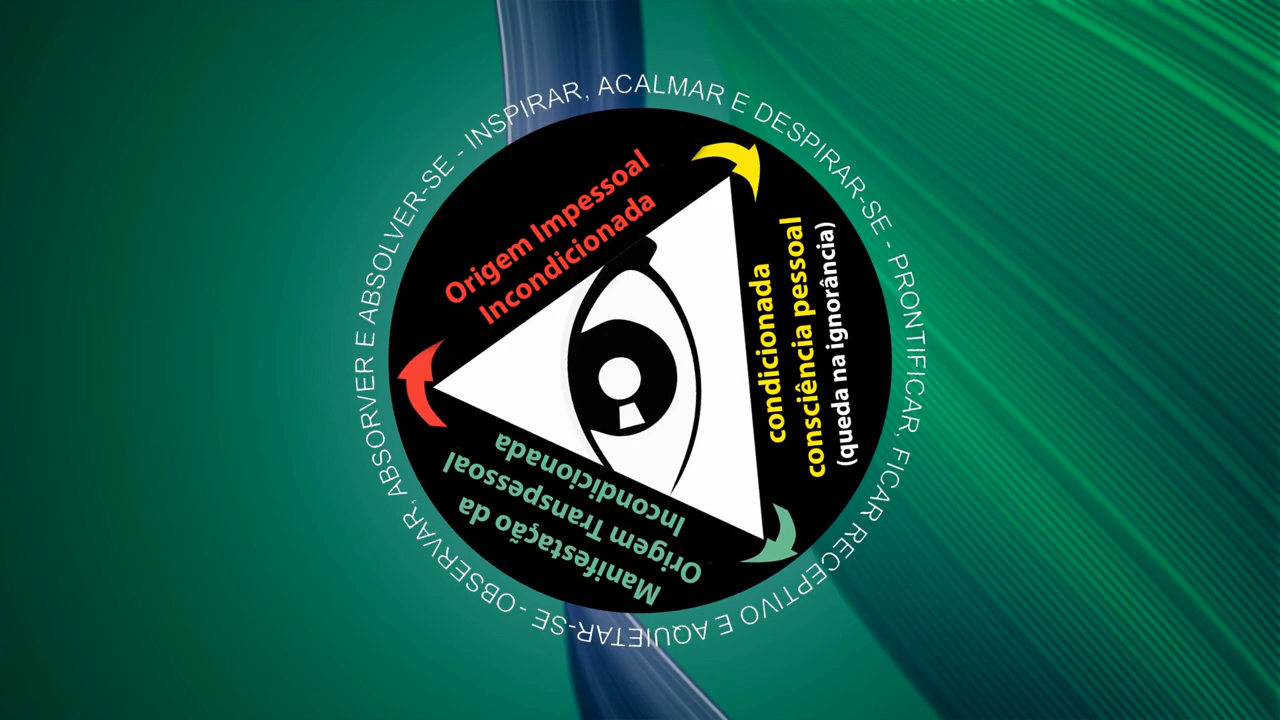 INSPIRAR, ACALMAR E DESPIRAR-SE - PRONTIFICAR, FICAR RECEPTIVO E AQUIETAR-SE - OBSERVAR, ABSORVER E ABSOLVER-SE -
Origem Impessoal
Incondicionada
condicionada
consciência pessoal
(queda na ignorância)
Manifestação da
Origem Transpessoal
Incondicionada